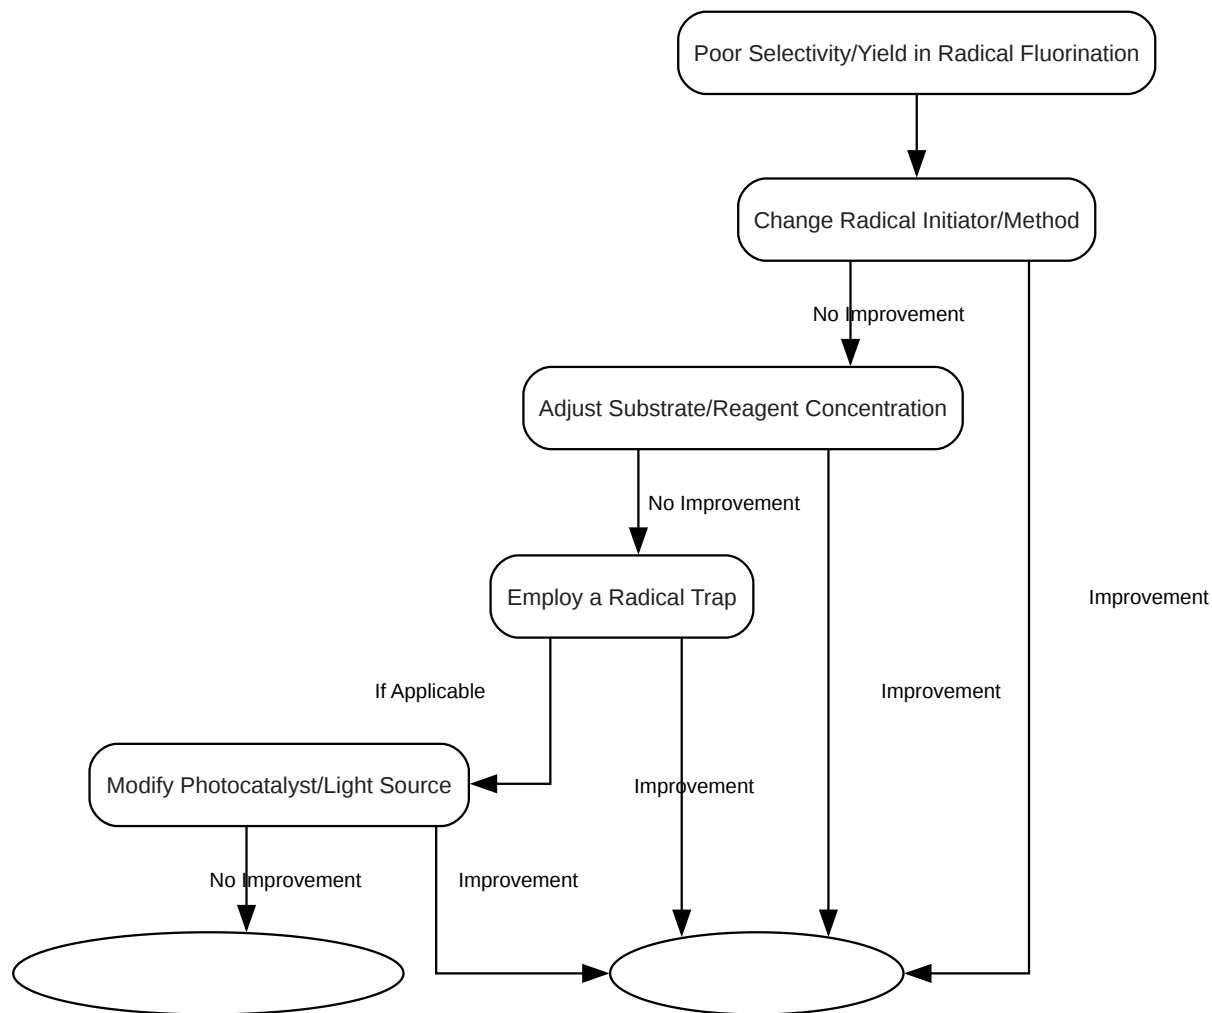 Poor Selectivity/Yield in Radical Fluorination
Change Radical Initiator/Method
No Improvement
Adjust Substrate/Reagent Concentration
No Improvement
Employ a Radical Trap
Improvement
If Applicable
Improvement
Modify Photocatalyst/Light Source
Improvement
No Improvement
Improvement